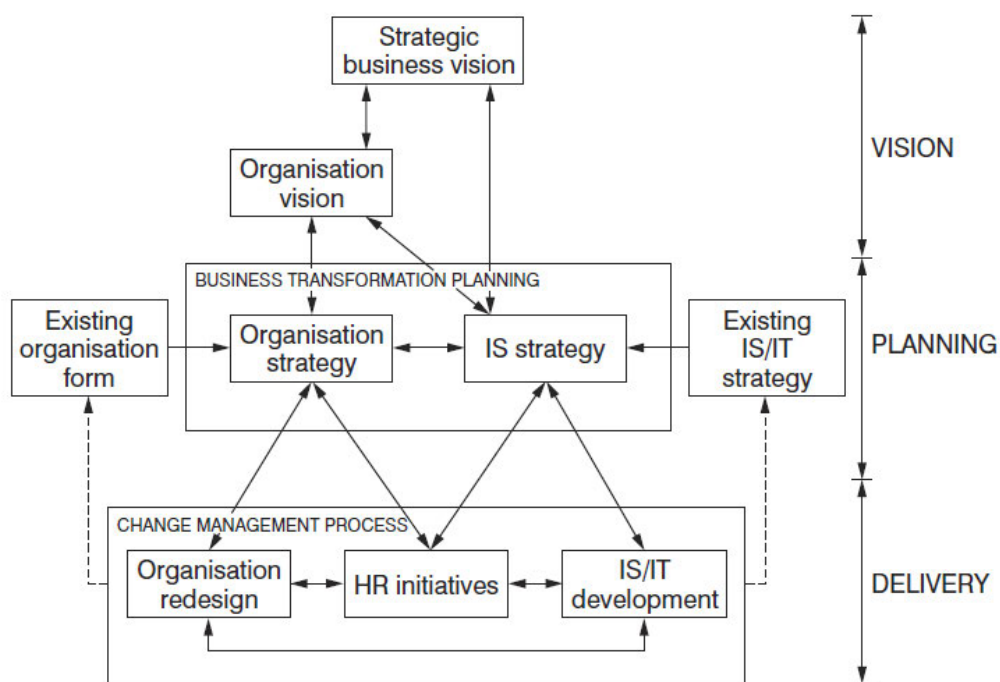 Strategic
business vision
VISION
Organisation
vision
BUSINESS TRANSFORMATION PLANNING
Existing
organisation
form
Organisation
strategy
IS strategy
Existing
IS/IT
strategy
PLANNING
CHANGE MANAGEMENT PROCESS
Organisation
redesign
HR initiatives
IS/IT
development
DELIVERY